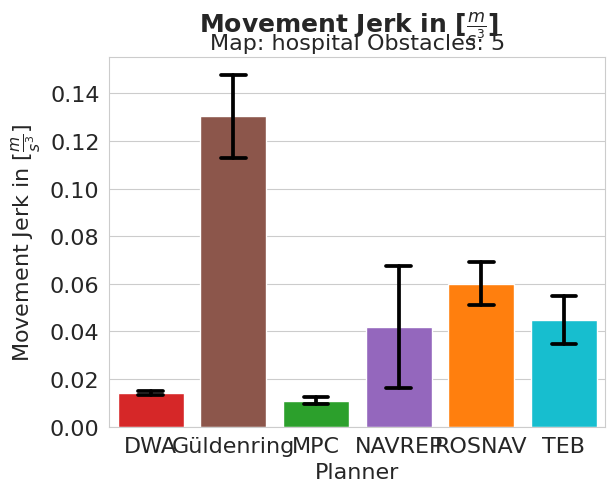 Movement Jerk in [m/s³]
Map: hospital Obstacles: 5
Movement Jerk in [m/s³]
0.14
0.12
0.10
0.08
0.06
0.04
0.02
0.00
DWA Güldenring MPC NAVREP ROSNAV TEB
Planner